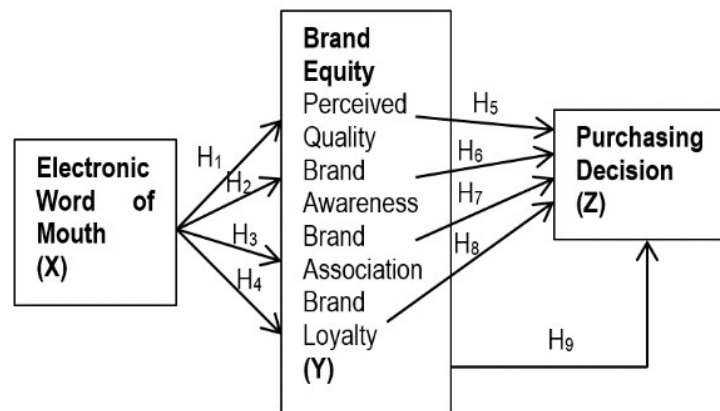 Electronic
Word of
Mouth
(X)
H₁
H₂
H₃
H₄
Brand
Equity
Perceived
Quality
Brand
Awareness
Brand
Association
Brand
Loyalty
(Y)
H₅
H₆
H₇
H₈
H₉
Purchasing
Decision
(Z)